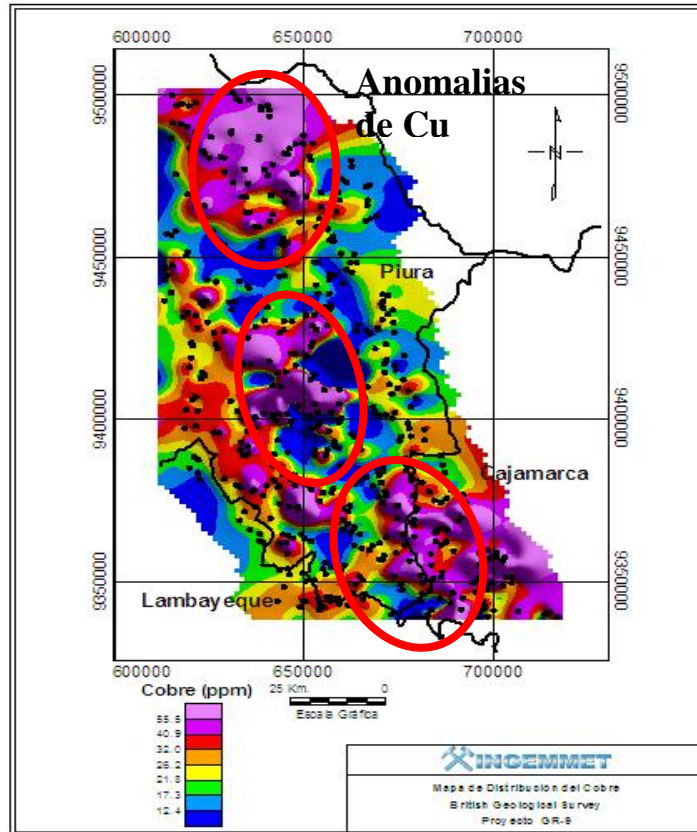 600000 650000 700000
Anomalias
de Cu
9500000 9500000
N
9450000 9450000
Piura
9400000 9400000
Cajamarca
9350000 9350000
Lambayeque
600000 650000 700000
Cobre (ppm)
25 Km. 0
Escala Gráfica
55.5
40.9
32.0
26.2
21.5
17.3
12.4
INGEMMET
Mapa de Distribución del Cobre
British Geological Survey
Proyecto GR-9